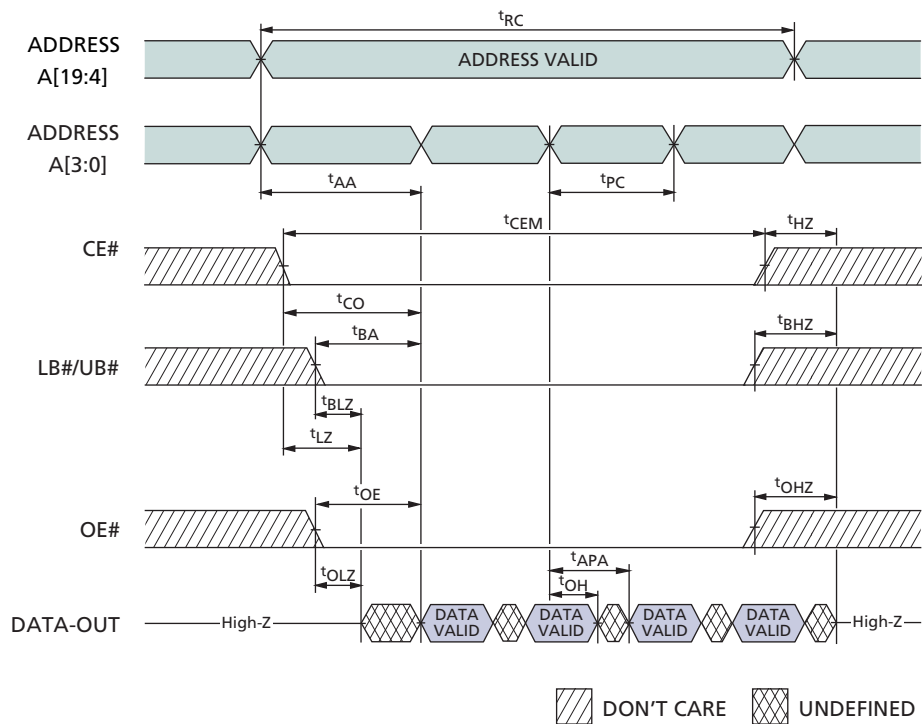 tRC
ADDRESS
A[19:4]
ADDRESS VALID
ADDRESS
A[3:0]
tAA
tPC
tCEM
tHZ
CE#
tCO
tBA
tBHZ
LB#/UB#
tBLZ
tLZ
tOE
tOHZ
OE#
tAPA
tOLZ
tOH
DATA-OUT
High-Z
DATA VALID
DATA VALID
DATA VALID
DATA VALID
High-Z
DON'T CARE
UNDEFINED